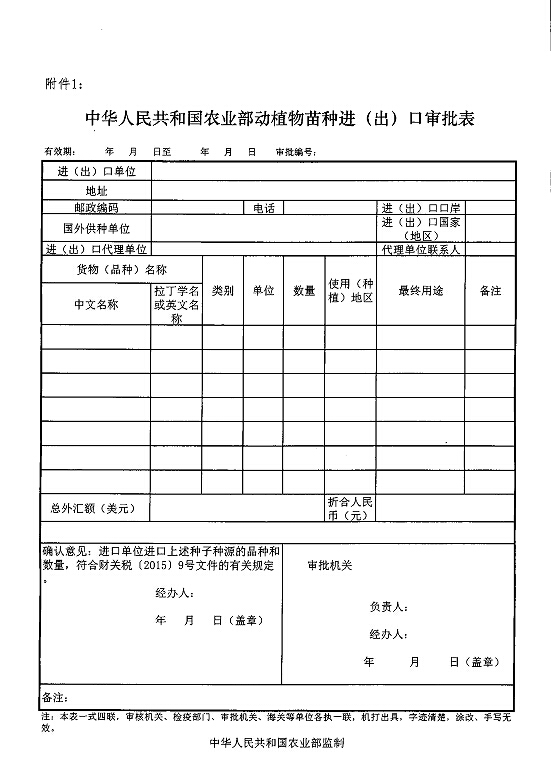 附件1：
中华人民共和国农业部动植物苗种进（出）口审批表
有效期： 年 月 日至 年 月 日 审批编号：
进（出）口单位
地址
邮政编码 电话 进（出）口口岸
国外供种单位 进（出）口国家
（地区）
进（出）口代理单位 代理单位联系人
货物（品种）名称 类别 单位 数量 使用（种
植）地区 最终用途 备注
中文名称 拉丁学名
或英文名
称
总外汇额（美元） 折合人民
币（元）
确认意见：进口单位进口上述种子种源的品种和
数量，符合财关税〔2015〕9号文件的有关规定
。
经办人：
年 月 日（盖章）
审批机关
负责人：
经办人：
年 月 日（盖章）
备注：
注：本表一式四联，审核机关、检疫部门、审批机关、海关等单位各执一联，机打出具，字迹清楚，涂改、手写无
效。
中华人民共和国农业部监制